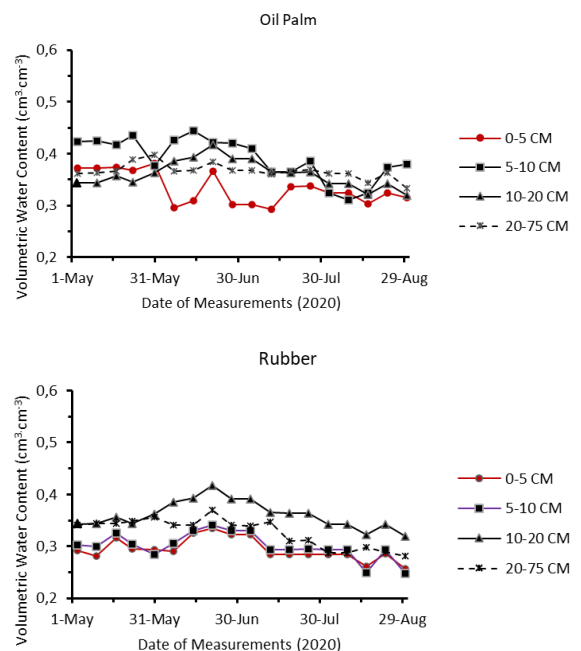 Oil Palm
0,6
0,5
0,4
0,3
0,2
Volumetric Water Content (cm³·cm⁻³)
1-May 31-May 30-Jun 30-Jul 29-Aug
Date of Measurements (2020)
0-5 CM
5-10 CM
10-20 CM
20-75 CM
Rubber
0,6
0,5
0,4
0,3
0,2
Volumetric Water Content (cm³·cm⁻³)
1-May 31-May 30-Jun 30-Jul 29-Aug
Date of Measurements (2020)
0-5 CM
5-10 CM
10-20 CM
20-75 CM